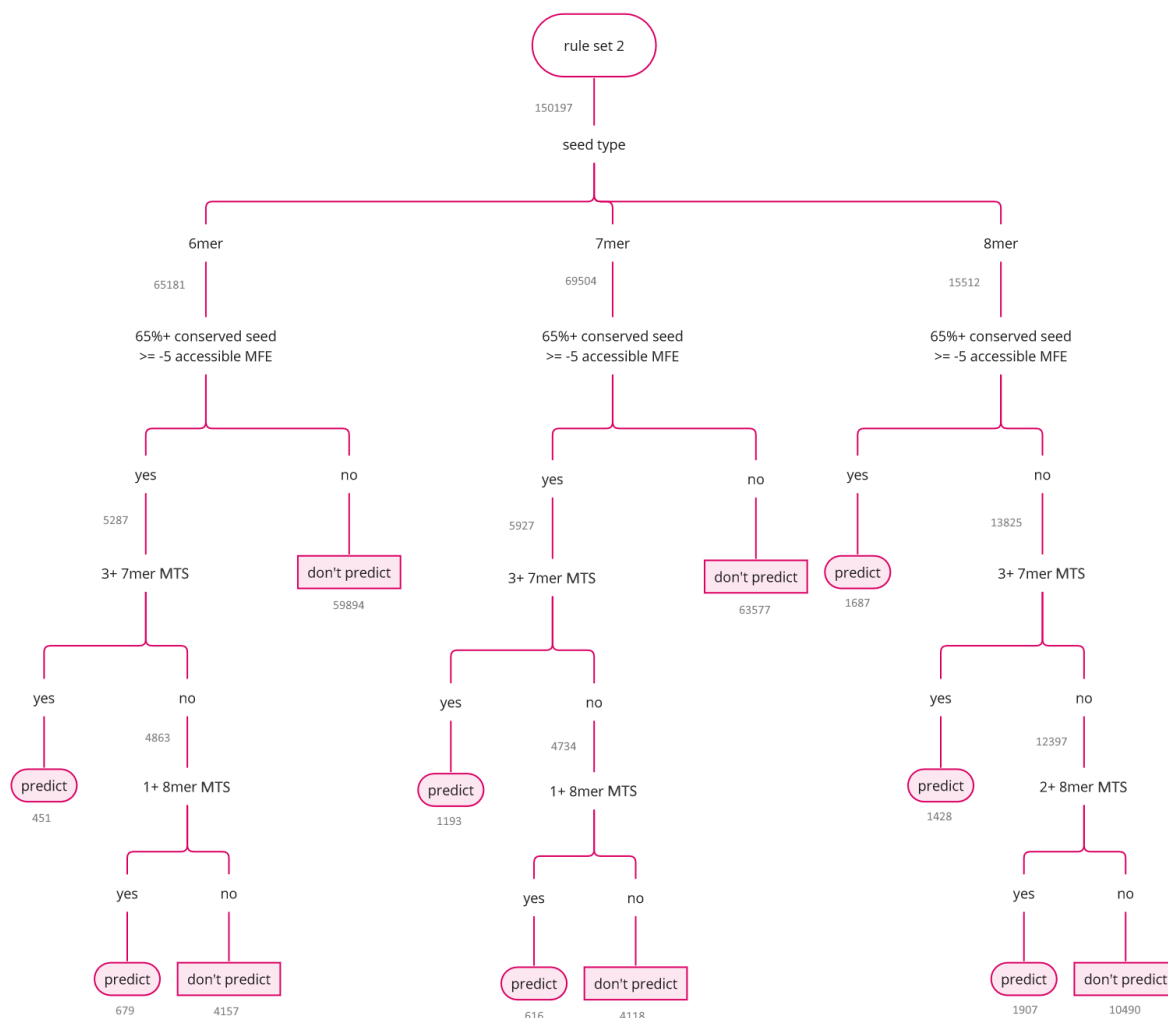 rule set 2
150197
seed type
6mer
7mer
8mer
65181
69504
15512
65%+ conserved seed
>= -5 accessible MFE
65%+ conserved seed
>= -5 accessible MFE
65%+ conserved seed
>= -5 accessible MFE
yes
no
yes
no
yes
no
5287
5927
13825
3+ 7mer MTS
don't predict
59894
3+ 7mer MTS
don't predict
63577
predict
1687
3+ 7mer MTS
yes
no
yes
no
yes
no
4863
4734
12397
predict
451
1+ 8mer MTS
predict
1193
1+ 8mer MTS
predict
1428
2+ 8mer MTS
yes
no
yes
no
yes
no
predict
679
don't predict
4157
predict
616
don't predict
4118
predict
1907
don't predict
10490